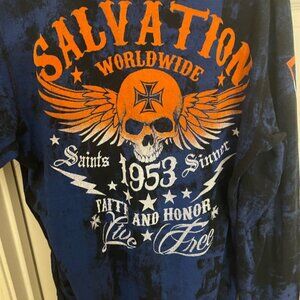 SALVATION
WORLDWIDE
Saints Sinner
1953
FAITH AND HONOR
Live Free